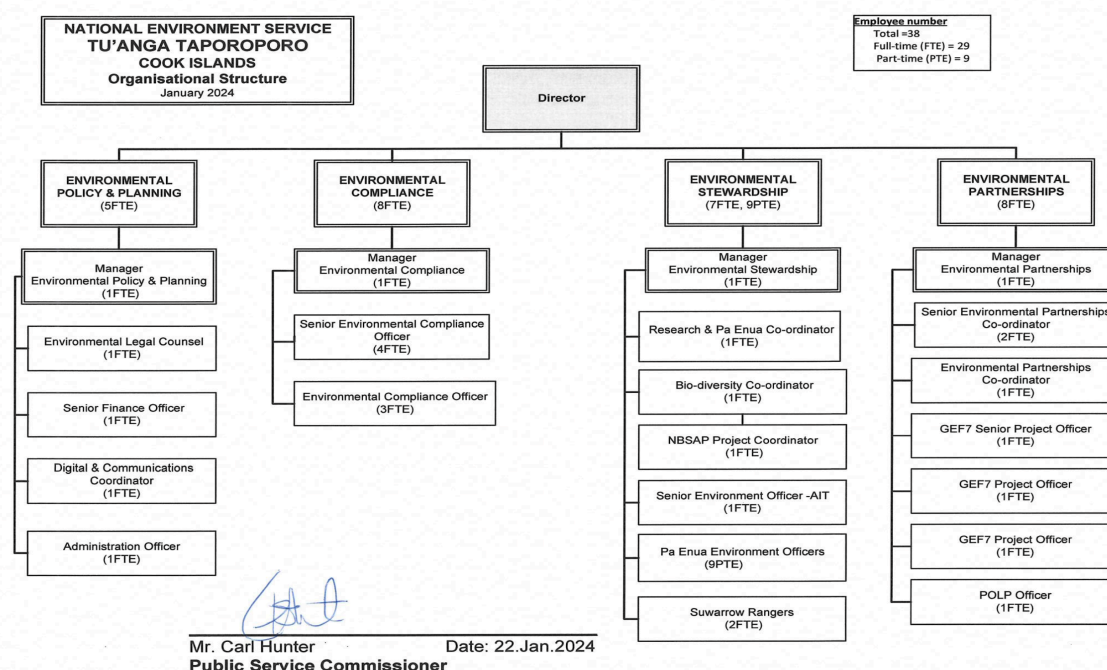 NATIONAL ENVIRONMENT SERVICE
TU'ANGA TAPOROPORO
COOK ISLANDS
Organisational Structure
January 2024
Employee number
Total =38
Full-time (FTE) = 29
Part-time (PTE) = 9
Director
ENVIRONMENTAL
POLICY & PLANNING
(5FTE)
Manager
Environmental Policy & Planning
(1FTE)
Environmental Legal Counsel
(1FTE)
Senior Finance Officer
(1FTE)
Digital & Communications
Coordinator
(1FTE)
Administration Officer
(1FTE)
ENVIRONMENTAL
COMPLIANCE
(8FTE)
Manager
Environmental Compliance
(1FTE)
Senior Environmental Compliance
Officer
(4FTE)
Environmental Compliance Officer
(3FTE)
ENVIRONMENTAL
STEWARDSHIP
(7FTE, 9PTE)
Manager
Environmental Stewardship
(1FTE)
Research & Pa Enua Co-ordinator
(1FTE)
Bio-diversity Co-ordinator
(1FTE)
NBSAP Project Coordinator
(1FTE)
Senior Environment Officer -AIT
(1FTE)
Pa Enua Environment Officers
(9PTE)
Suwarrow Rangers
(2FTE)
ENVIRONMENTAL
PARTNERSHIPS
(8FTE)
Manager
Environmental Partnerships
(1FTE)
Senior Environmental Partnerships
Co-ordinator
(2FTE)
Environmental Partnerships
Co-ordinator
(1FTE)
GEF7 Senior Project Officer
(1FTE)
GEF7 Project Officer
(1FTE)
GEF7 Project Officer
(1FTE)
POLP Officer
(1FTE)
Mr. Carl Hunter Date: 22.Jan.2024
Public Service Commissioner